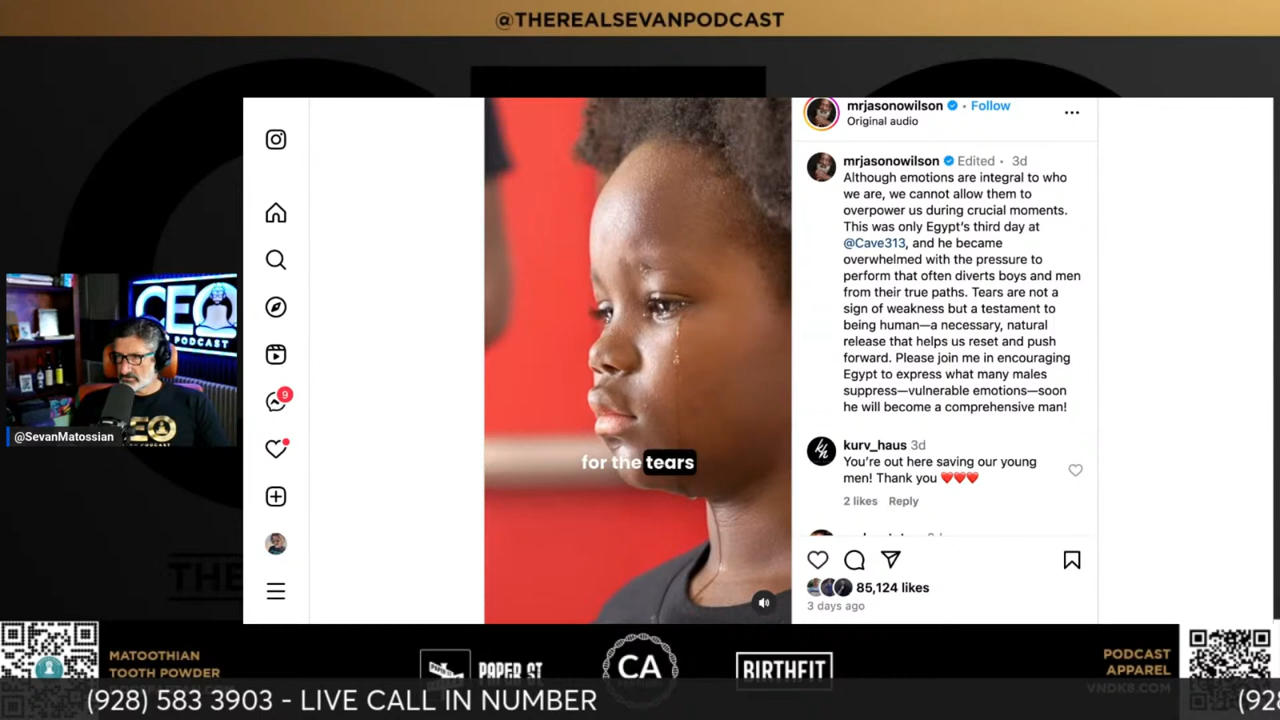 @THEREALSEVANPODCAST
mrjasonowilson • Follow
Original audio
mrjasonowilson Edited • 3d
Although emotions are integral to who
we are, we cannot allow them to
overpower us during crucial moments.
This was only Egypt's third day at
@Cave313, and he became
overwhelmed with the pressure to
perform that often diverts boys and men
from their true paths. Tears are not a
sign of weakness but a testament to
being human—a necessary, natural
release that helps us reset and push
forward. Please join me in encouraging
Egypt to express what many males
suppress—vulnerable emotions—soon
he will become a comprehensive man!
kurv_haus 3d
You're out here saving our young
men! Thank you ❤️❤️❤️
2 likes Reply
85,124 likes
3 days ago
9
for the tears
CEO
PODCAST
CEO
@SevanMatossian
THE
MATOOTHIAN
TOOTH POWDER
PAPER ST
CA
BIRTHFIT
PODCAST
APPAREL
VNDK8.COM
(928) 583 3903 - LIVE CALL IN NUMBER
(928